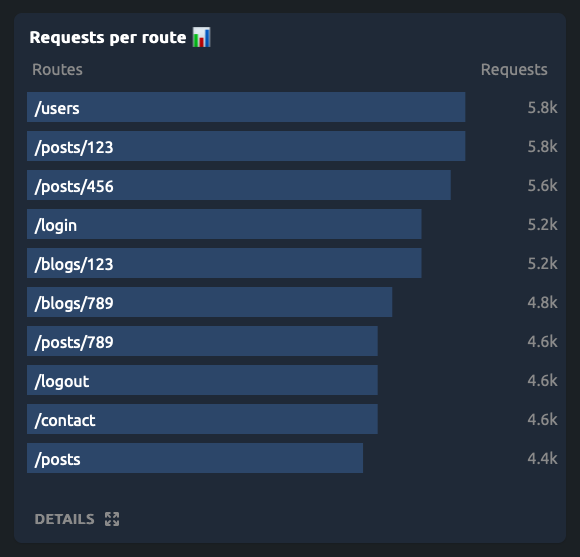 Requests per route 📊
Routes Requests
/users 5.8k
/posts/123 5.8k
/posts/456 5.6k
/login 5.2k
/blogs/123 5.2k
/blogs/789 4.8k
/posts/789 4.6k
/logout 4.6k
/contact 4.6k
/posts 4.4k
DETAILS